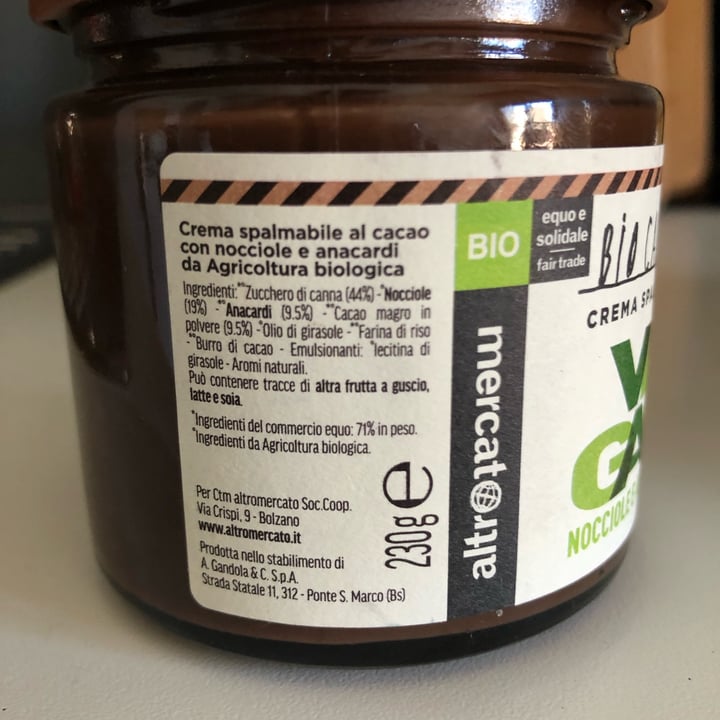 Crema spalmabile al cacao
con nocciole e anacardi
da Agricoltura biologica
Ingredienti: *°Zucchero di canna (44%) - °Nocciole
(19%) - *°Anacardi (9.5%) - *°Cacao magro in
polvere (9.5%) - °Olio di girasole - *°Farina di riso
- *°Burro di cacao - Emulsionanti: °lecitina di
girasole - Aromi naturali.
Può contenere tracce di altra frutta a guscio,
latte e soia.
*Ingredienti del commercio equo: 71% in peso.
°Ingredienti da Agricoltura biologica.
Per Ctm altromercato Soc.Coop.
Via Crispi, 9 - Bolzano
www.altromercato.it
Prodotta nello stabilimento di
A. Gandola & C. S.p.A.
Strada Statale 11, 312 - Ponte S. Marco (Bs)
230g e
BIO
equo e
solidale
fair trade
altromercato
BIO
CREMA
NOCCIOLE